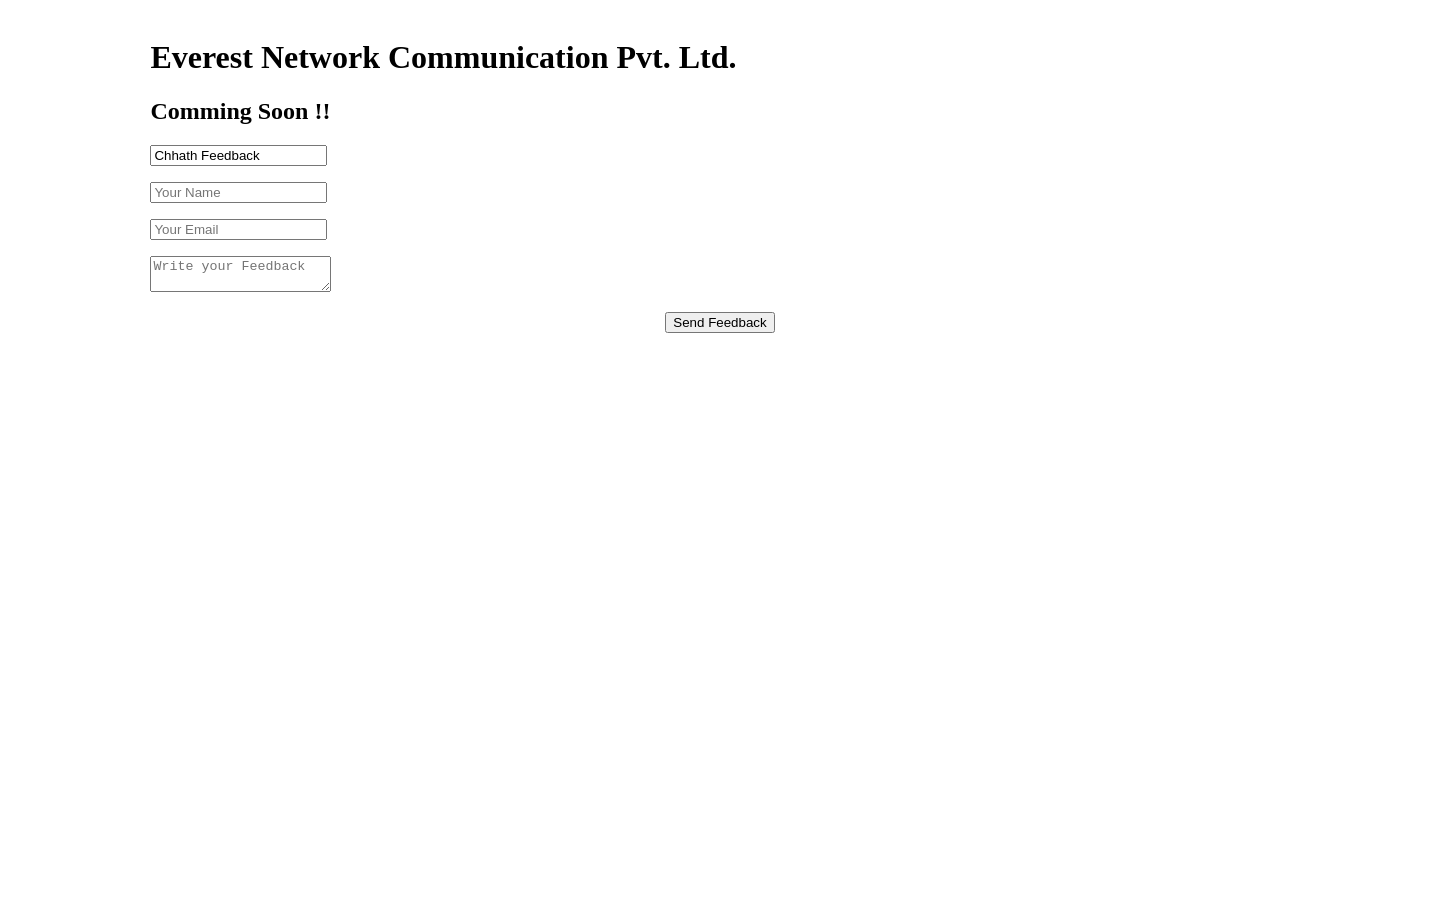 Everest Network Communication Pvt. Ltd.
Comming Soon !!
Chhath Feedback
Your Name
Your Email
Write your Feedback
Send Feedback